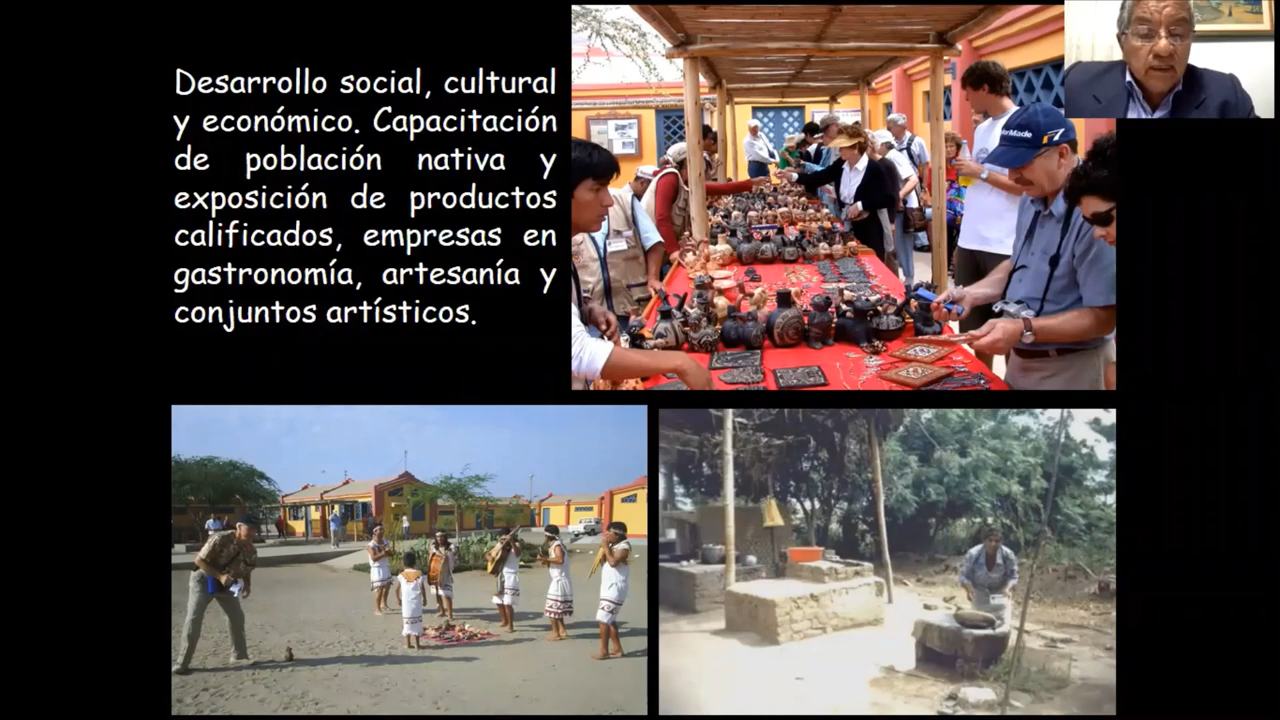 Desarrollo social, cultural
y económico. Capacitación
de población nativa y
exposición de productos
calificados, empresas en
gastronomía, artesanía y
conjuntos artísticos.